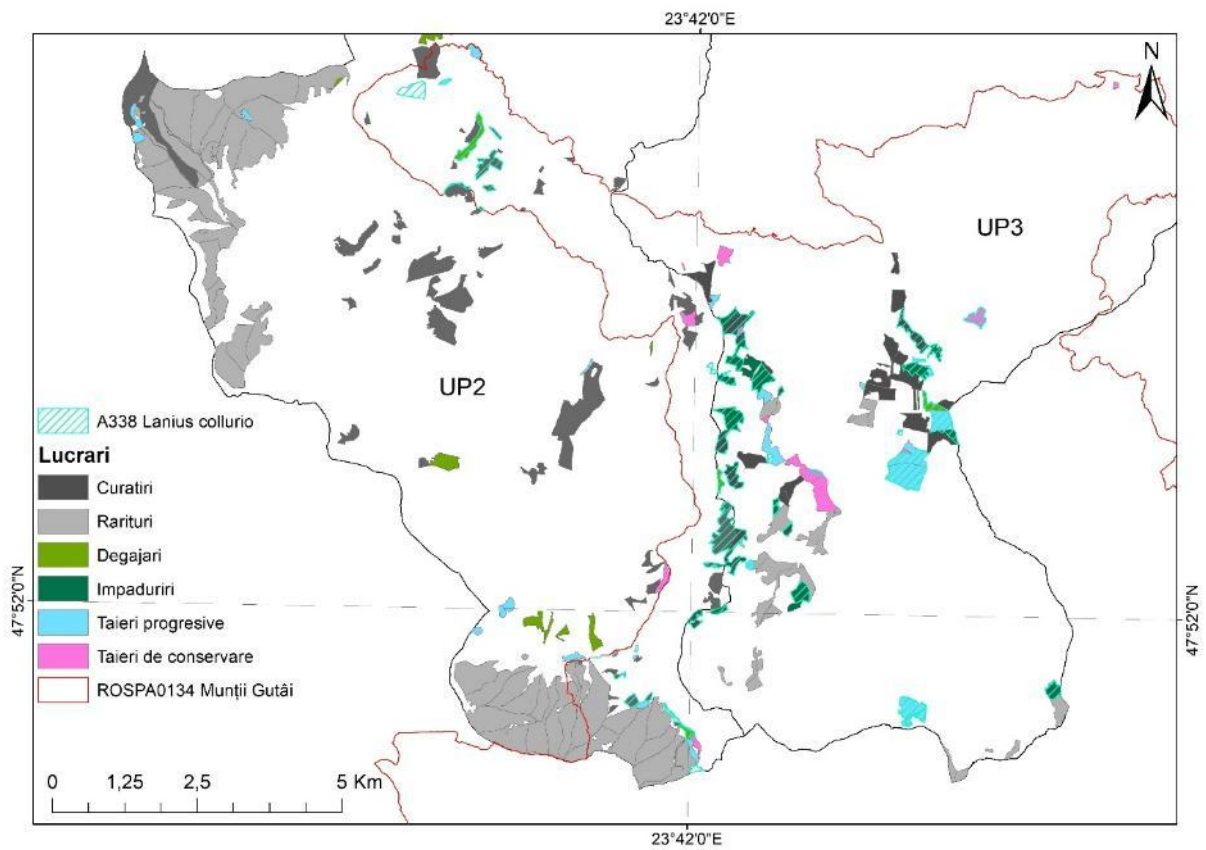 23°42'0"E
N
UP3
UP2
A338 Lanius collurio
Lucrari
Curatiri
Rarituri
Degajari
Impaduriri
Taieri progresive
Taieri de conservare
ROSPA0134 Munții Gutâi
0 1,25 2,5 5 Km
47°52'0"N
47°52'0"N
23°42'0"E